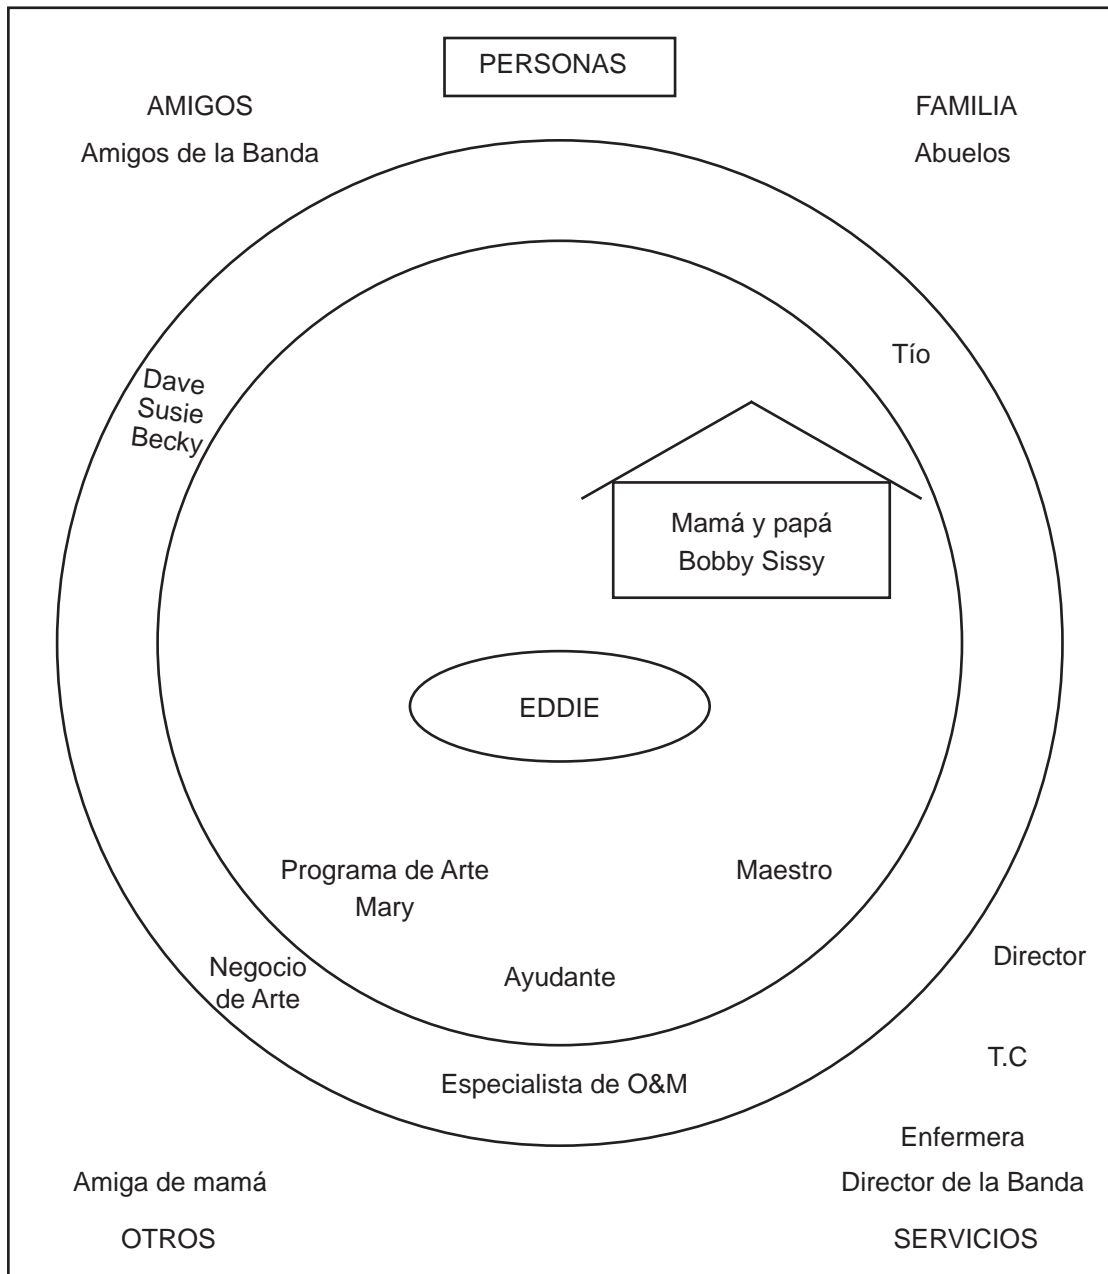 PERSONAS
AMIGOS
FAMILIA
Amigos de la Banda
Abuelos
Tío
Dave
Susie
Becky
Mamá y papá
Bobby Sissy
EDDIE
Programa de Arte
Mary
Maestro
Negocio
de Arte
Ayudante
Director
T.C
Especialista de O&M
Enfermera
Amiga de mamá
Director de la Banda
OTROS
SERVICIOS